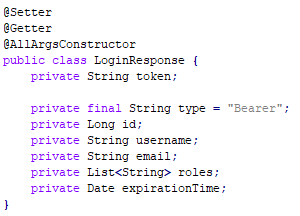 @Setter
@Getter
@AllArgsConstructor
public class LoginResponse {
    private String token;

    private final String type = "Bearer";
    private Long id;
    private String username;
    private String email;
    private List<String> roles;
    private Date expirationTime;
}